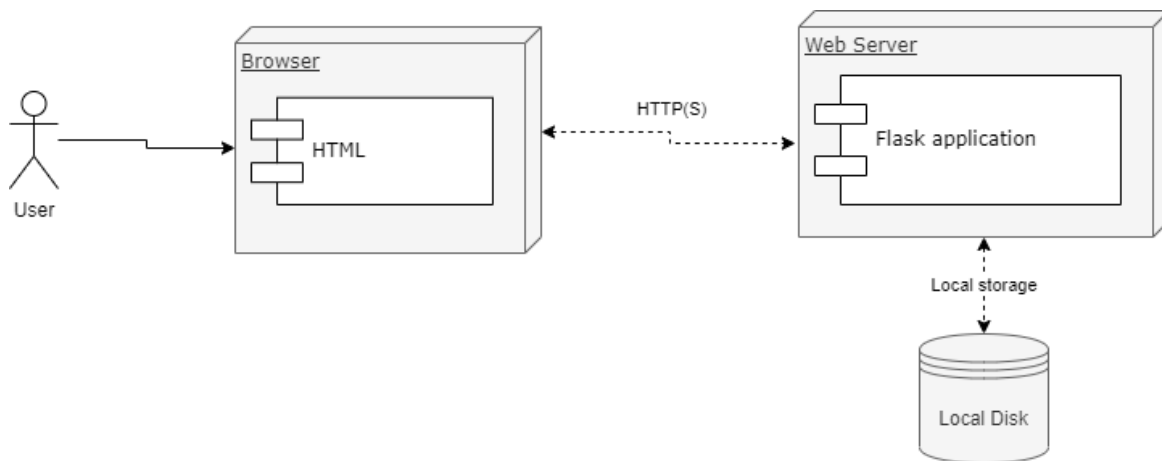 Browser
HTML
User
HTTP(S)
Web Server
Flask application
Local storage
Local Disk